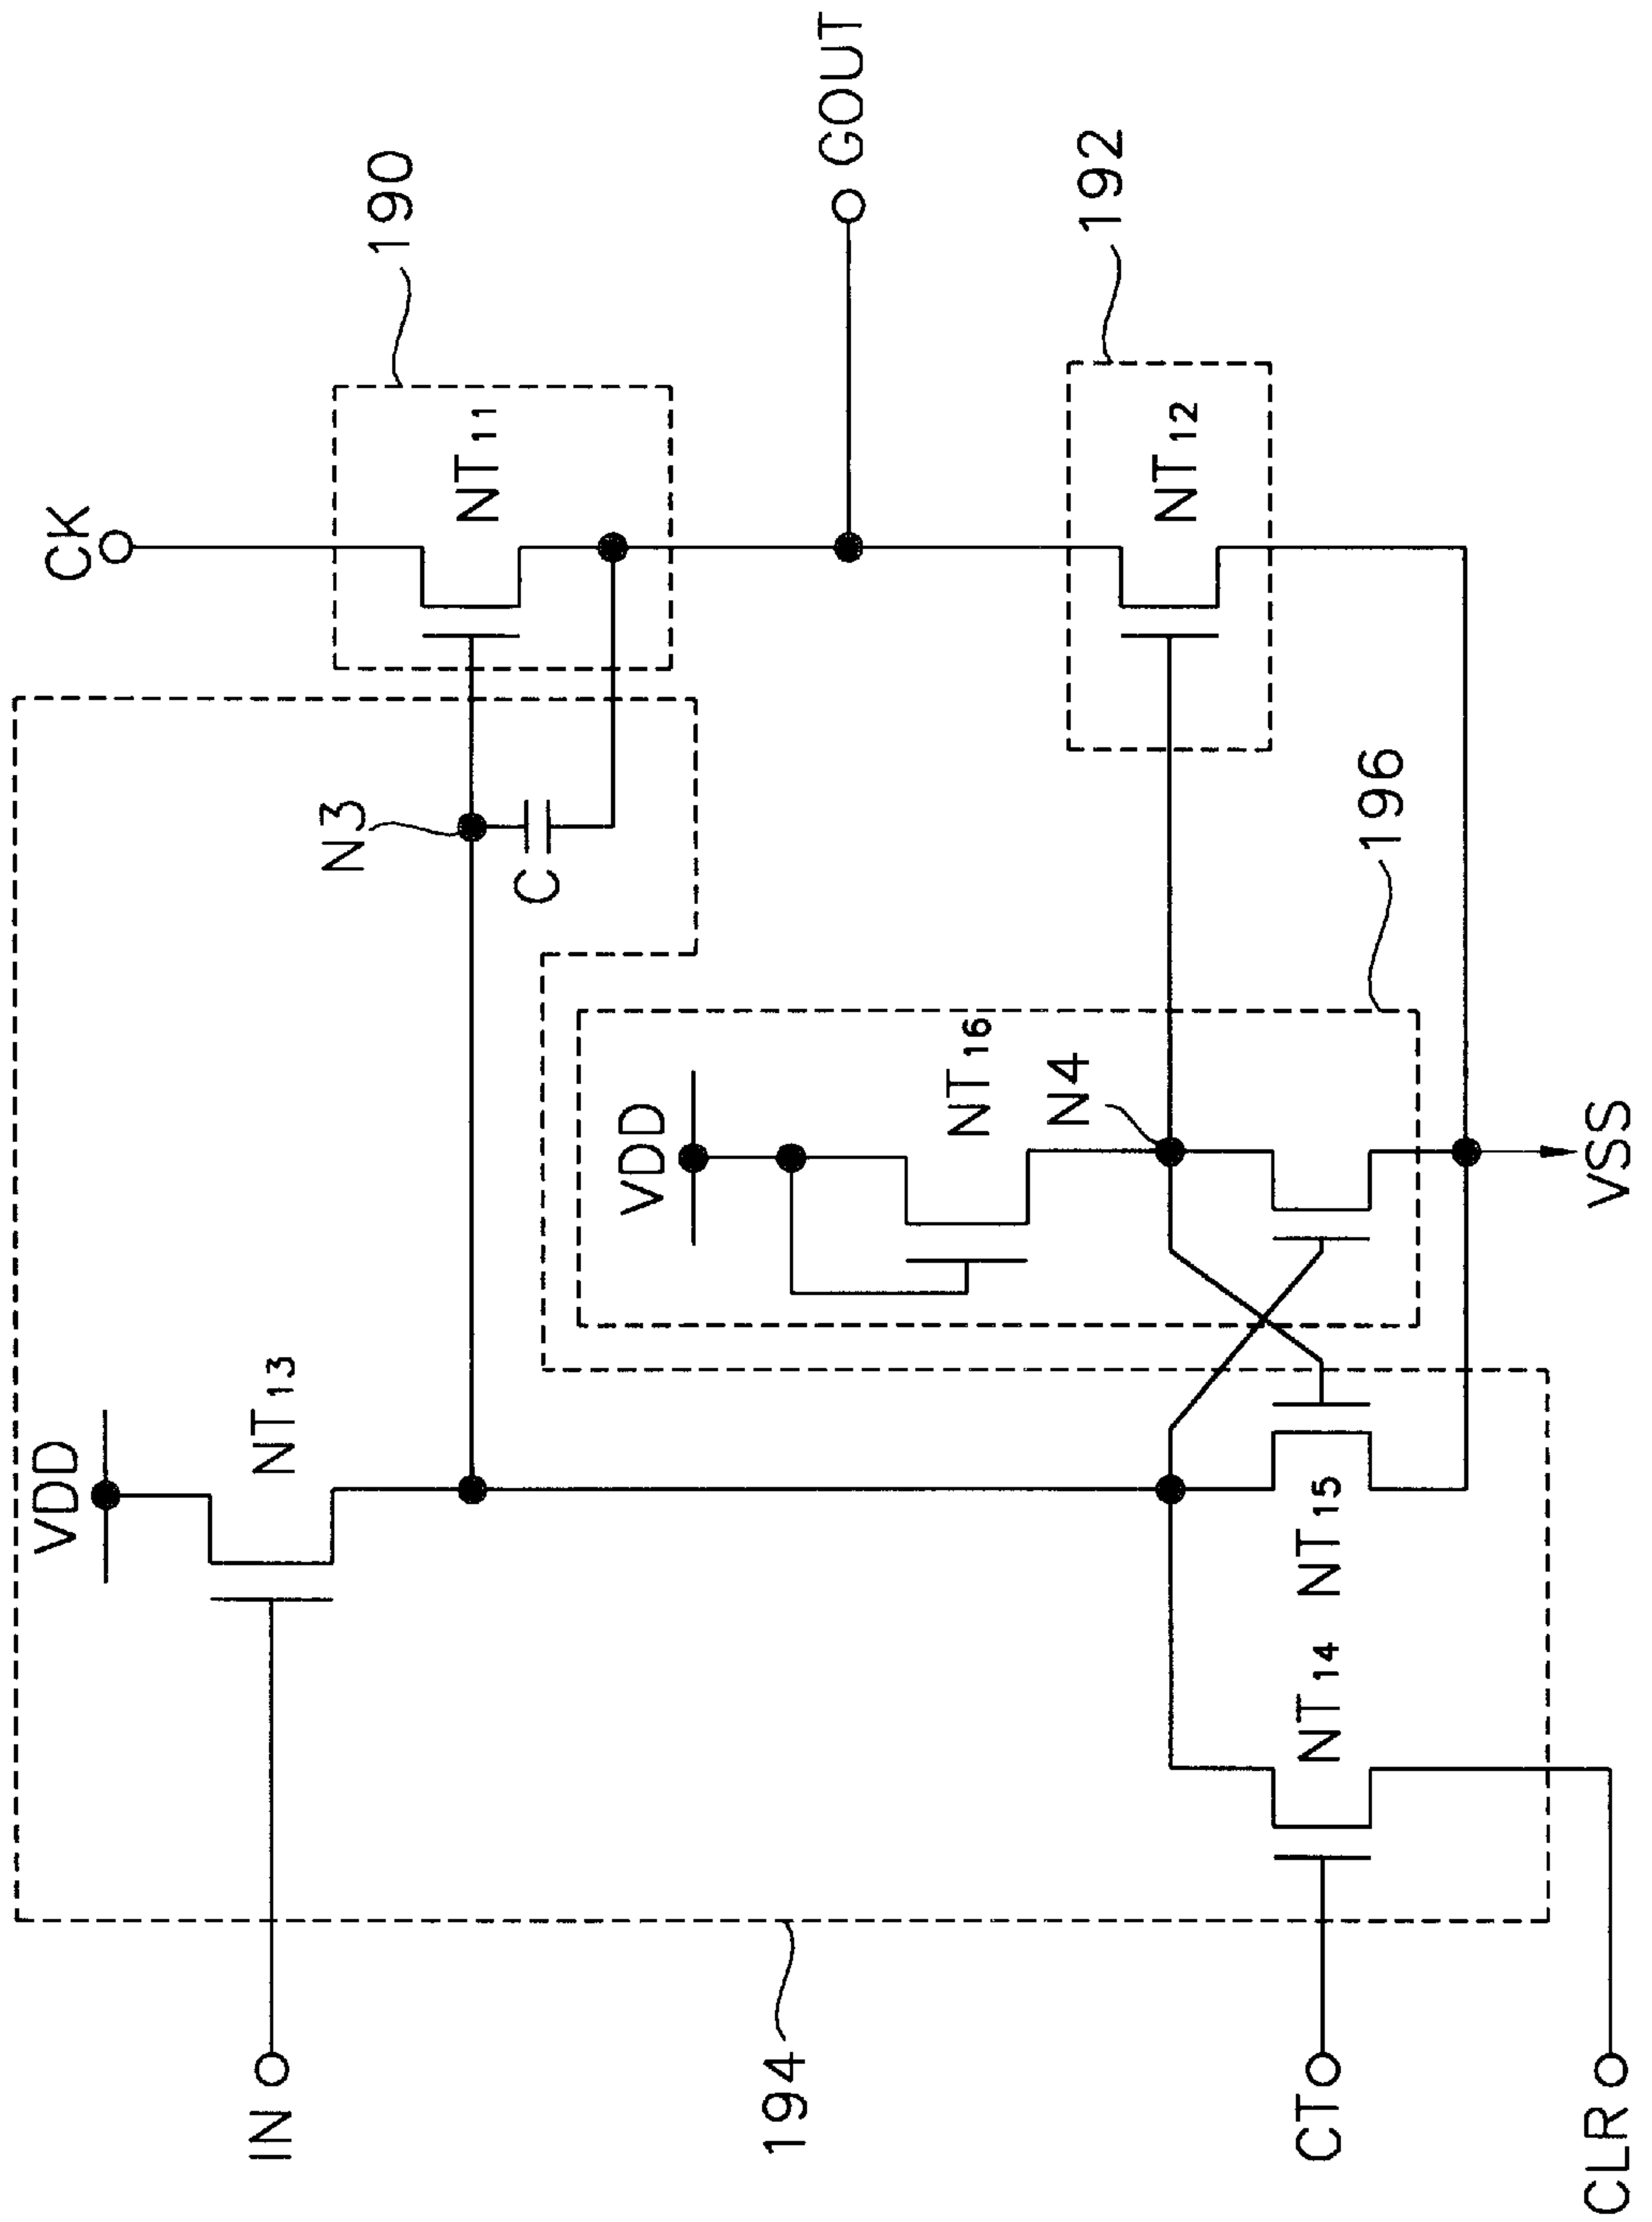 CK
190
NT11
GOUT
192
NT12
N3
C
196
VDD
NT16
N4
VSS
VDD
NT13
NT15
NT14
194
IN
CT
CLR